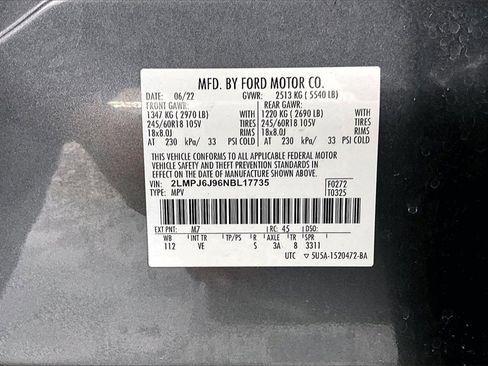 MFD. BY FORD MOTOR CO.
DATE: 06/22 GVWR: 2513 KG ( 5540 LB)
FRONT GAWR: REAR GAWR:
1347 KG ( 2970 LB) 1220 KG ( 2690 LB)
245/60R18 105V TIRES 245/60R18 105V TIRES
18x8.0J RIMS 18x8.0J RIMS
AT 230 kPa/ 33 PSI COLD AT 230 kPa/ 33 PSI COLD
THIS VEHICLE CONFORMS TO ALL APPLICABLE FEDERAL MOTOR
VEHICLE SAFETY AND THEFT PREVENTION STANDARDS IN
EFFECT ON THE DATE OF MANUFACTURE SHOWN ABOVE.
VIN: 2LMPJ6J96NBL17735 F0272
TYPE: MPV T0325
EXT PNT: M7 RC: 45 DSO:
WB INT TR TP/PS R AXLE TR SPR
112 VE S 3A 8 3311
UTC ▽ 5U5A-1520472-BA